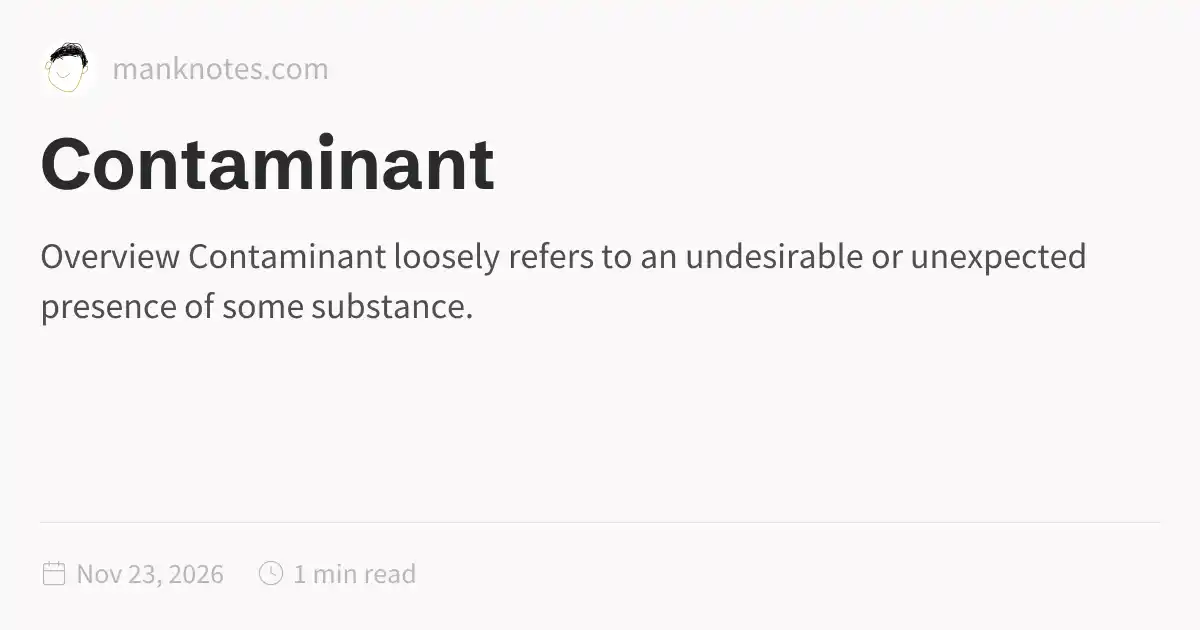 manknotes.com
Contaminant
Overview Contaminant loosely refers to an undesirable or unexpected
presence of some substance.
Nov 23, 2026 1 min read